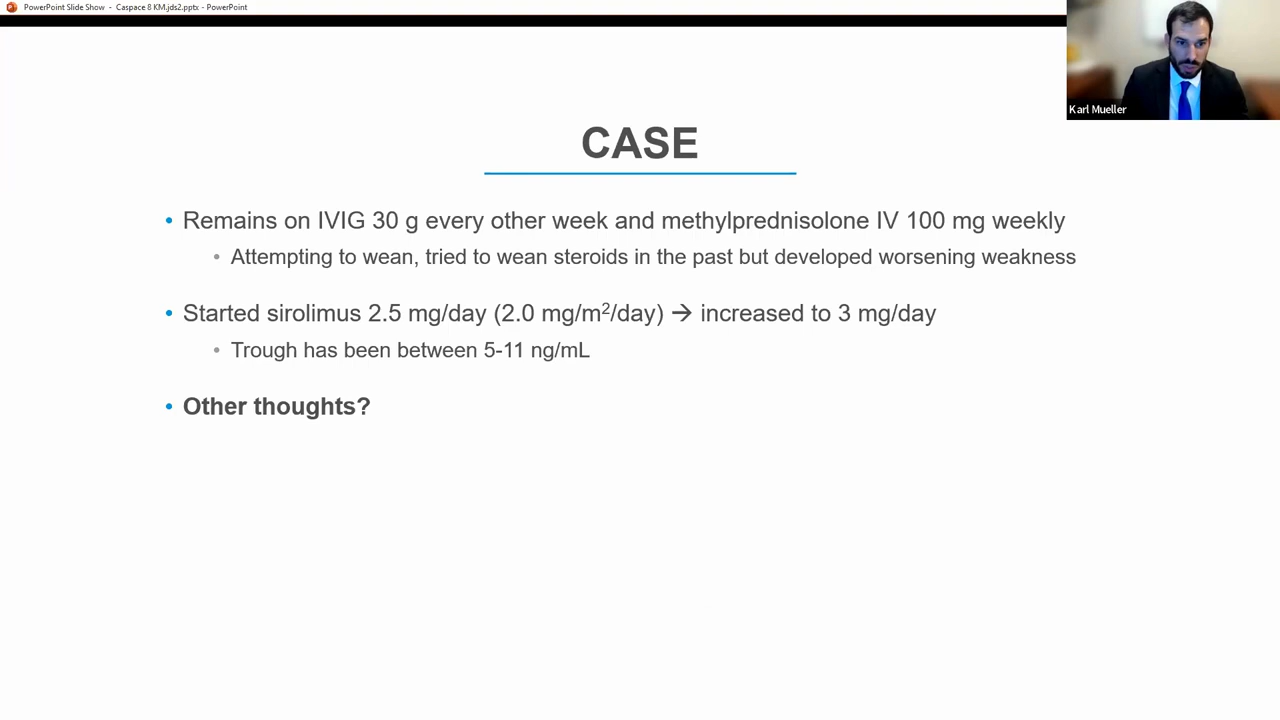 PowerPoint Slide Show - Caspace 8 KM.jds2.pptx - PowerPoint
Karl Mueller
CASE
• Remains on IVIG 30 g every other week and methylprednisolone IV 100 mg weekly
• Attempting to wean, tried to wean steroids in the past but developed worsening weakness
• Started sirolimus 2.5 mg/day (2.0 mg/m²/day) → increased to 3 mg/day
• Trough has been between 5-11 ng/mL
• Other thoughts?